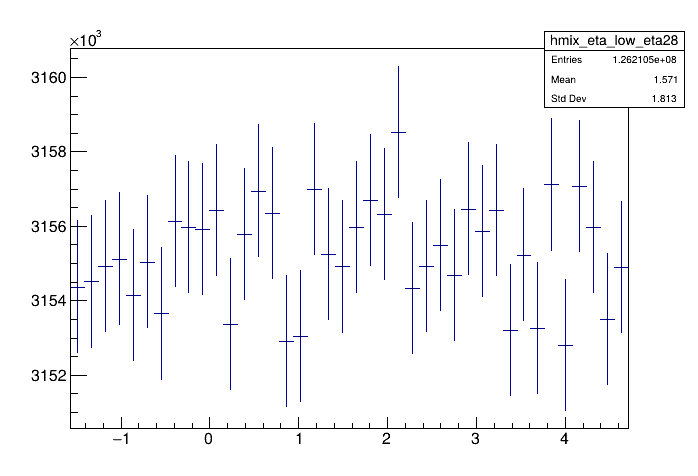 ×10³
hmix_eta_low_eta28
Entries 1.262105e+08
Mean 1.571
Std Dev 1.813
3160
3158
3156
3154
3152
−1 0 1 2 3 4